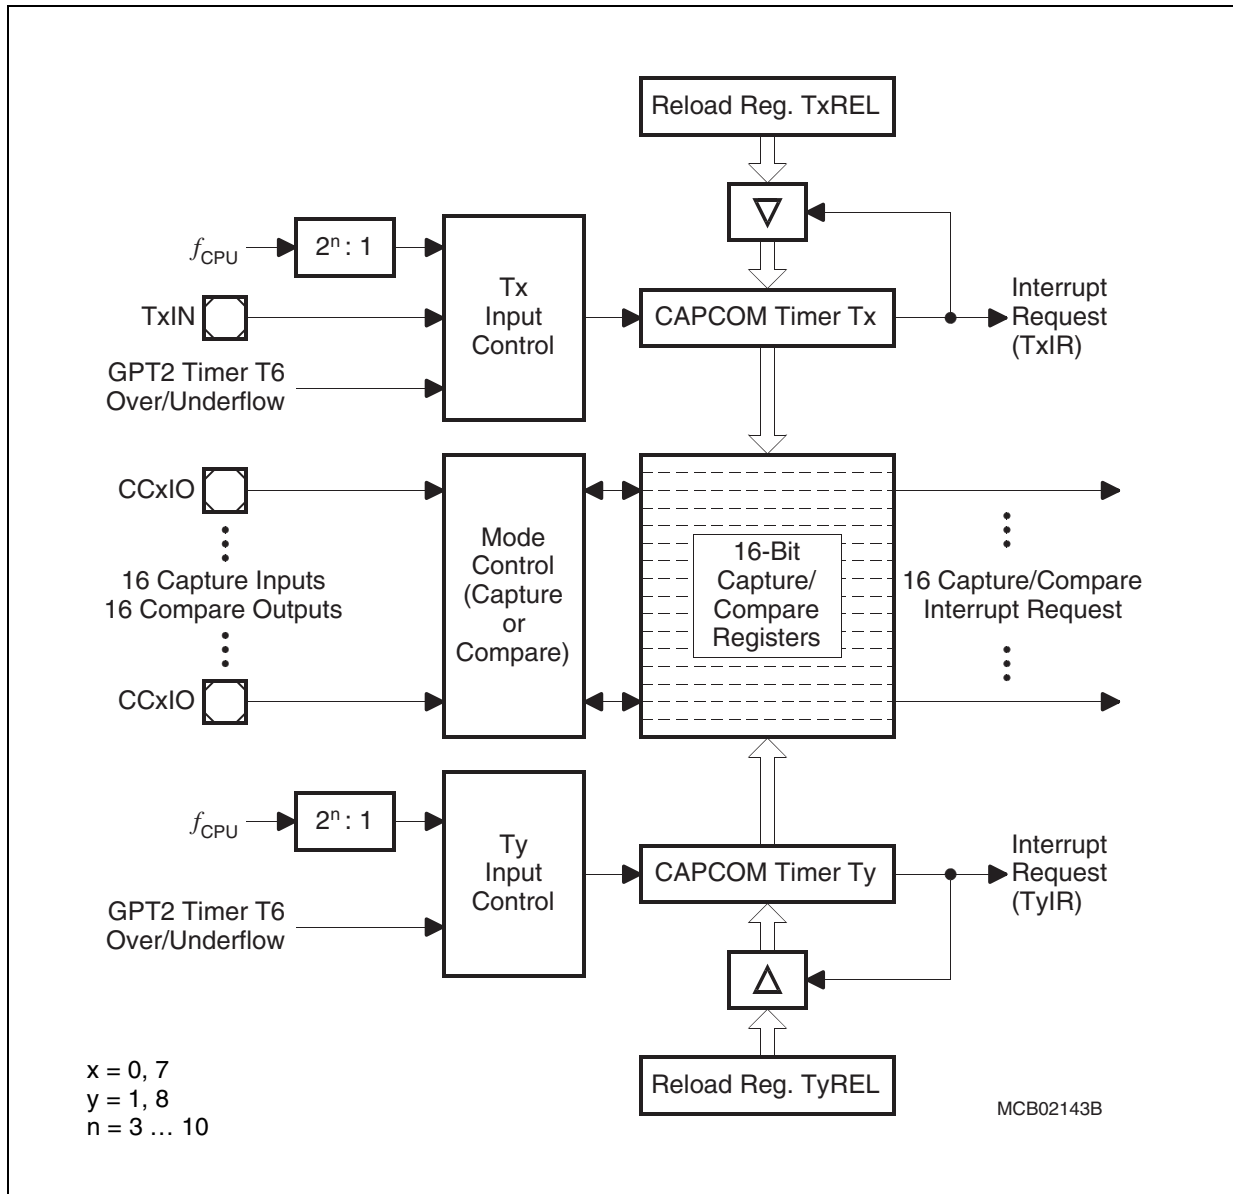 Reload Reg. TxREL
fCPU
2ⁿ : 1
Tx
Input
Control
TxIN
CAPCOM Timer Tx
Interrupt
Request
(TxIR)
GPT2 Timer T6
Over/Underflow
CCxIO
16 Capture Inputs
16 Compare Outputs
CCxIO
Mode
Control
(Capture
or
Compare)
16-Bit
Capture/
Compare
Registers
16 Capture/Compare
Interrupt Request
fCPU
2ⁿ : 1
Ty
Input
Control
GPT2 Timer T6
Over/Underflow
CAPCOM Timer Ty
Interrupt
Request
(TyIR)
Reload Reg. TyREL
x = 0, 7
y = 1, 8
n = 3 … 10
MCB02143B